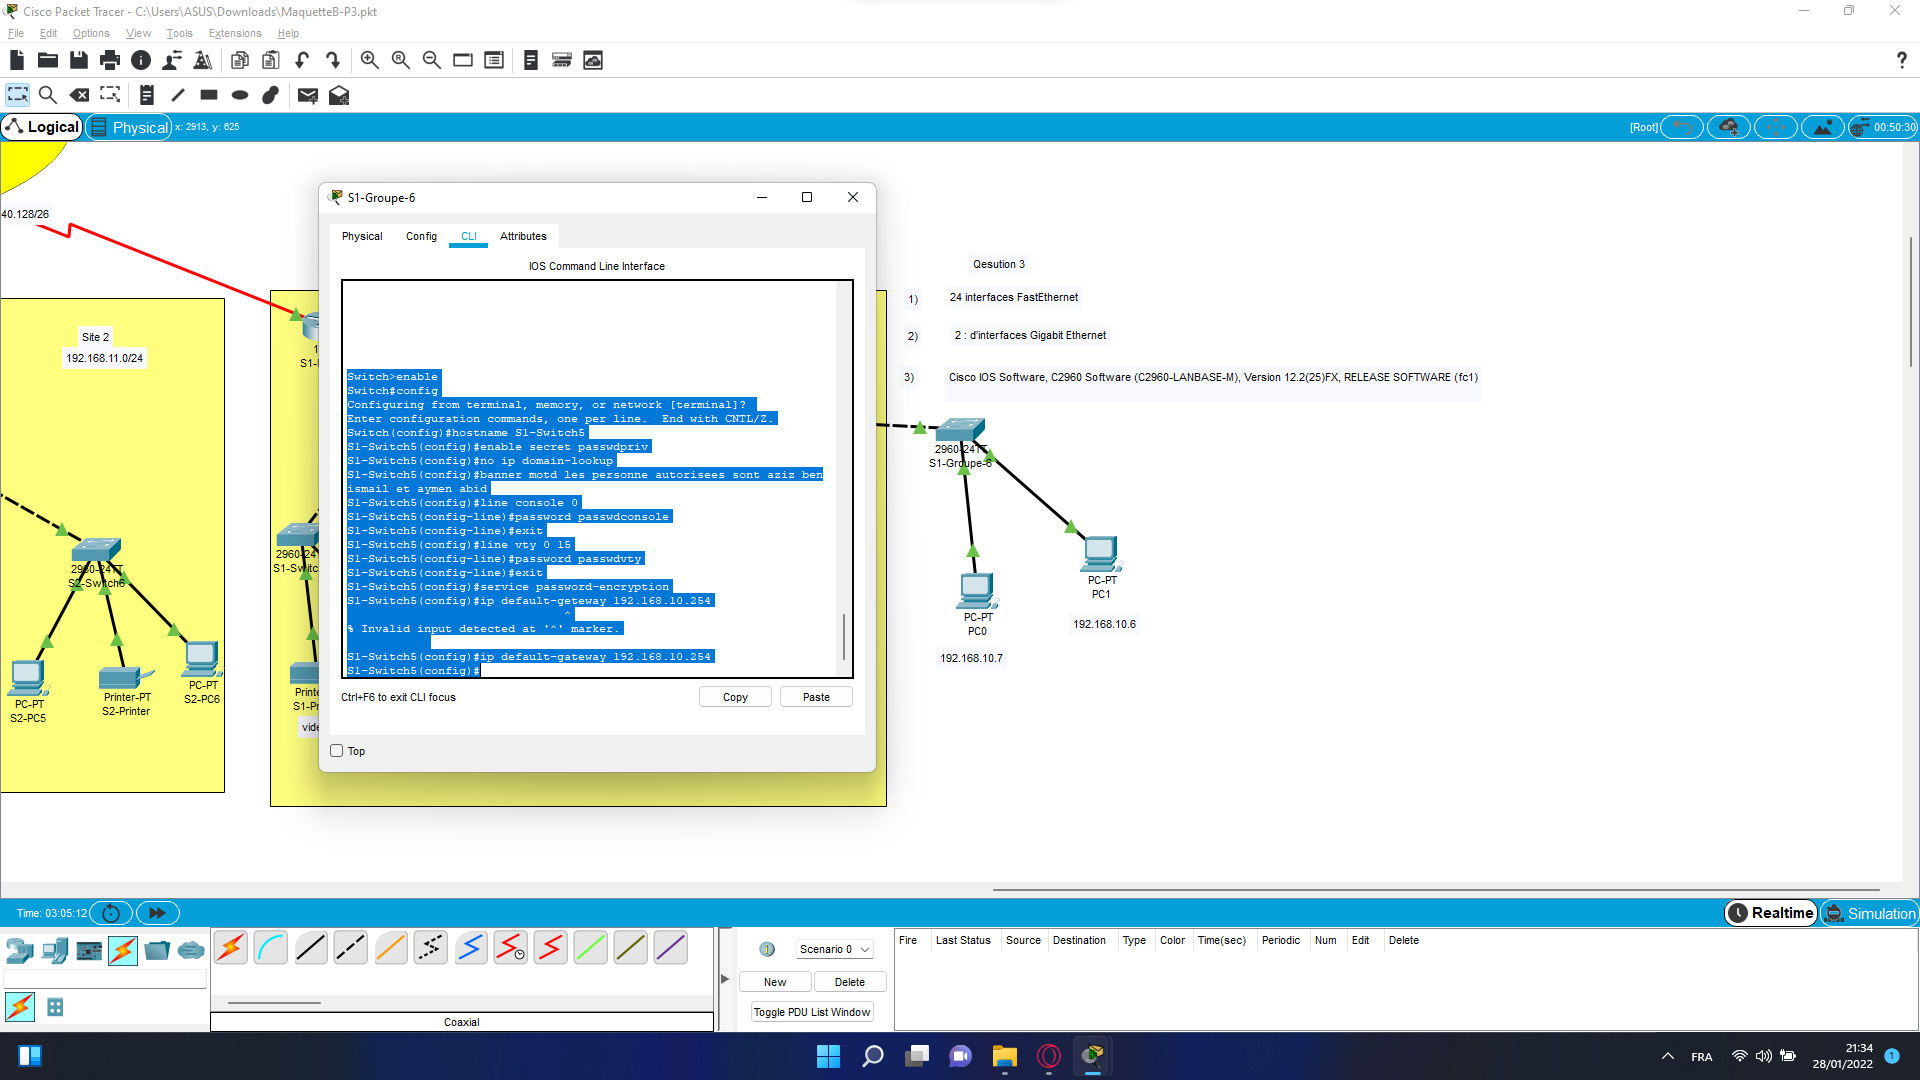 Cisco Packet Tracer - C:\Users\ASUS\Downloads\MaquetteB-P3.pkt
File Edit Options View Tools Extensions Help
?
Logical
Physical
x: 2913, y: 625
[Root]
00:50:30
40.128/26
Site 2
192.168.11.0/24
2960-24TT
S2-Switch6
PC-PT
S2-PC5
Printer-PT
S2-Printer
PC-PT
S2-PC6
1
S1-
2960-24
S1-Switc
Printe
S1-Pr
vide
S1-Groupe-6
Physical Config CLI Attributes
IOS Command Line Interface
Switch>enable
Switch#config
Configuring from terminal, memory, or network [terminal]?
Enter configuration commands, one per line.  End with CNTL/Z.
Switch(config)#hostname S1-Switch5
S1-Switch5(config)#enable secret passwdpriv
S1-Switch5(config)#no ip domain-lookup
S1-Switch5(config)#banner motd les personne autorisees sont aziz ben
ismail et aymen abid
S1-Switch5(config)#line console 0
S1-Switch5(config-line)#password passwdconsole
S1-Switch5(config-line)#exit
S1-Switch5(config)#line vty 0 15
S1-Switch5(config-line)#password passwdvty
S1-Switch5(config-line)#exit
S1-Switch5(config)#service password-encryption
S1-Switch5(config)#ip default-geteway 192.168.10.254
^
% Invalid input detected at '^' marker.
S1-Switch5(config)#ip default-gateway 192.168.10.254
S1-Switch5(config)#
Ctrl+F6 to exit CLI focus
Copy
Paste
Top
Qesution 3
1) 24 interfaces FastEthernet
2) 2 : d'interfaces Gigabit Ethernet
3) Cisco IOS Software, C2960 Software (C2960-LANBASE-M), Version 12.2(25)FX, RELEASE SOFTWARE (fc1)
2960-24TT
S1-Groupe-6
PC-PT
PC1
192.168.10.6
PC-PT
PC0
192.168.10.7
Time: 03:05:12
Realtime
Simulation
Scenario 0
New
Delete
Toggle PDU List Window
Fire Last Status Source Destination Type Color Time(sec) Periodic Num Edit Delete
Coaxial
FRA
21:34
28/01/2022
1